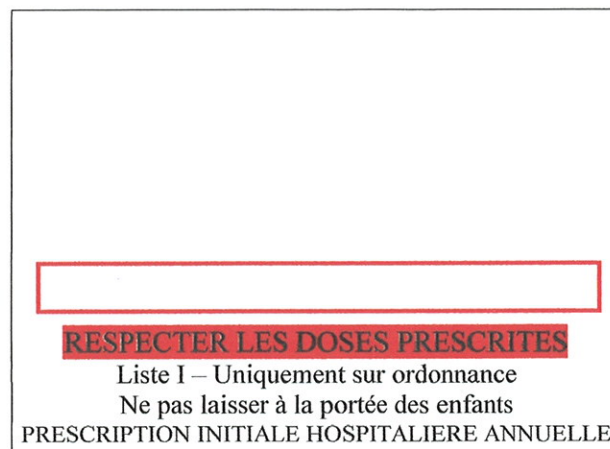 RESPECTER LES DOSES PRESCRITES
Liste I – Uniquement sur ordonnance
Ne pas laisser à la portée des enfants
PRESCRIPTION INITIALE HOSPITALIERE ANNUELLE